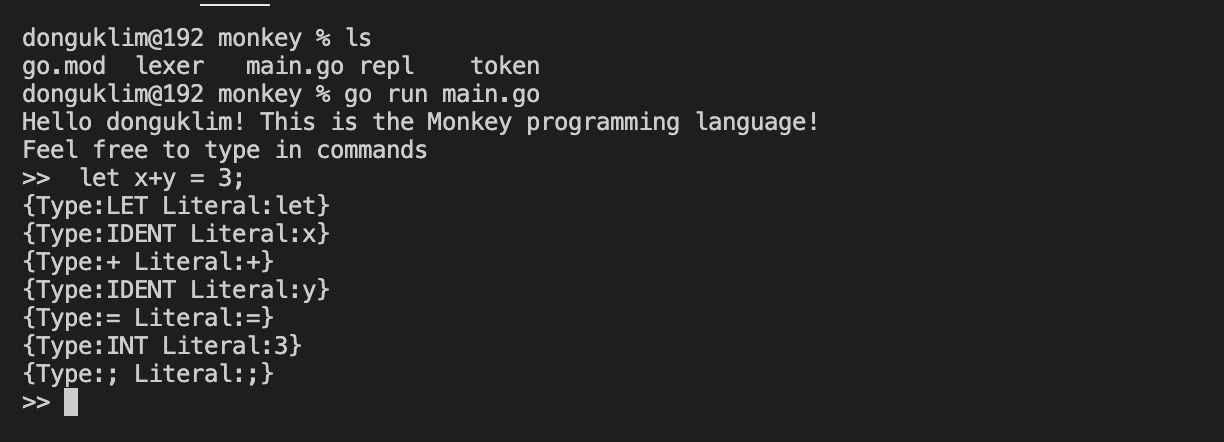 donguklim@192 monkey % ls
go.mod  lexer   main.go repl    token
donguklim@192 monkey % go run main.go
Hello donguklim! This is the Monkey programming language!
Feel free to type in commands
>>  let x+y = 3;
{Type:LET Literal:let}
{Type:IDENT Literal:x}
{Type:+ Literal:+}
{Type:IDENT Literal:y}
{Type:= Literal:=}
{Type:INT Literal:3}
{Type:; Literal:;}
>>